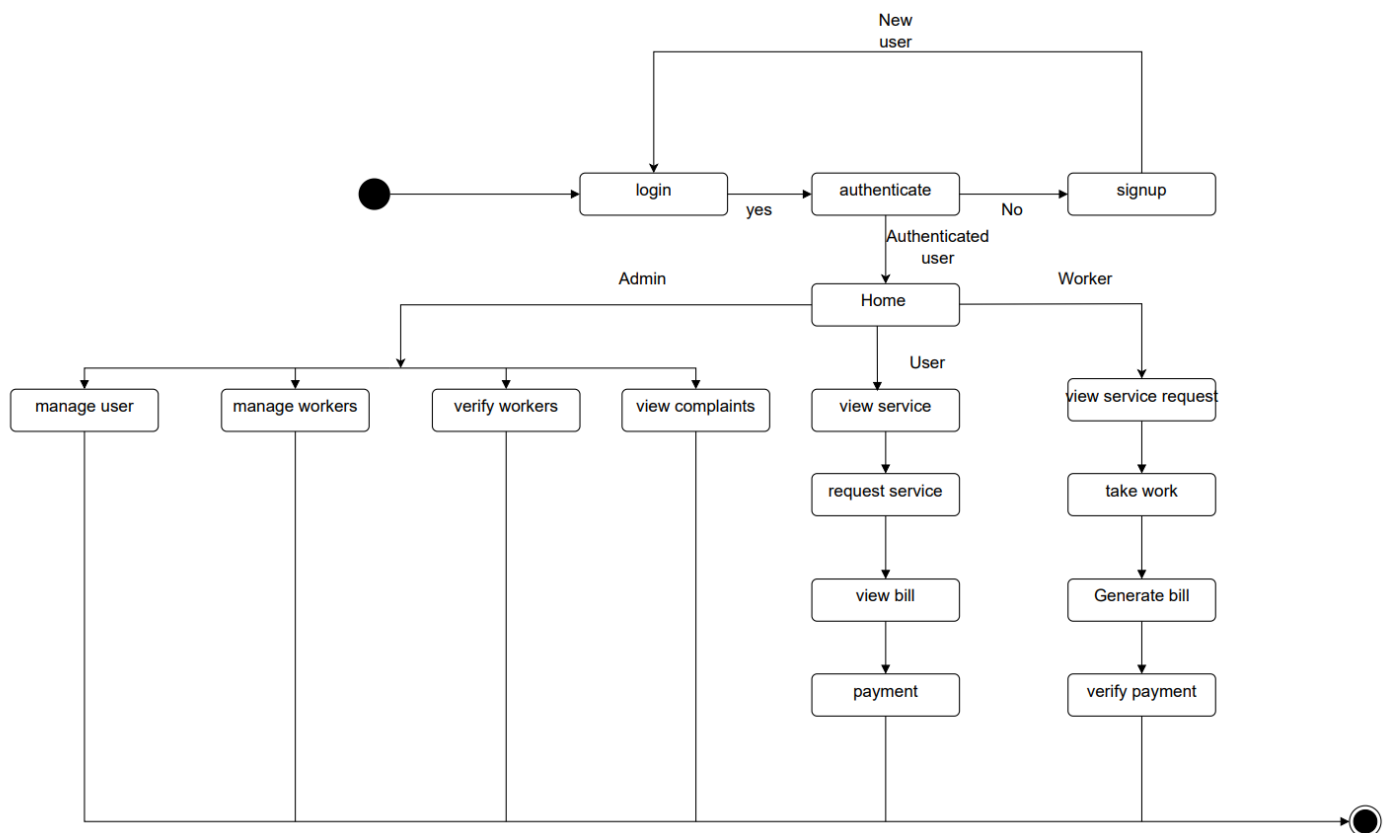 New
user
login
authenticate
signup
yes
No
Authenticated
user
Admin
Worker
Home
User
manage user
manage workers
verify workers
view complaints
view service
view service request
request service
take work
view bill
Generate bill
payment
verify payment